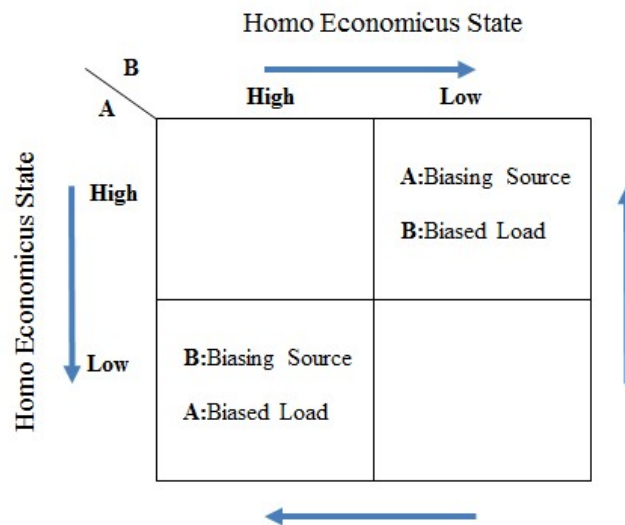 Homo Economicus State
B
A
High Low
Homo Economicus State
High
A:Biasing Source
B:Biased Load
Low
B:Biasing Source
A:Biased Load